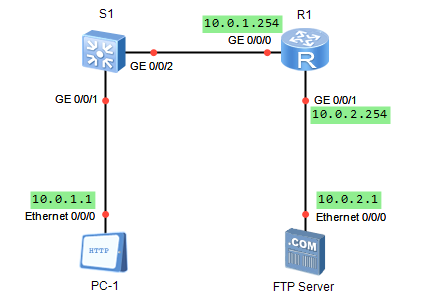 S1
10.0.1.254
R1
GE 0/0/0
GE 0/0/2
R
GE 0/0/1
GE 0/0/1
10.0.2.254
10.0.1.1
Ethernet 0/0/0
10.0.2.1
Ethernet 0/0/0
HTTP
.COM
PC-1
FTP Server